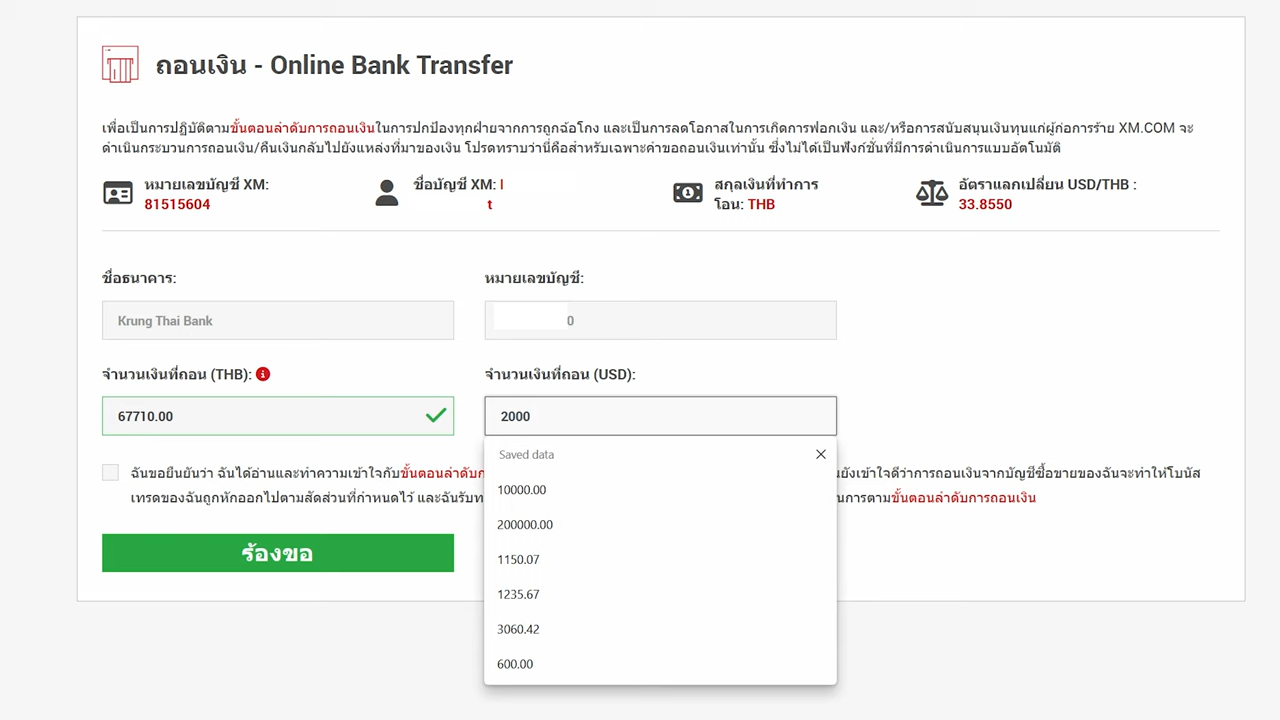 ถอนเงิน - Online Bank Transfer
เพื่อเป็นการปฏิบัติตามขั้นตอนลำดับการถอนเงินในการปกป้องทุกฝ่ายจากการถูกฉ้อโกง และเป็นการลดโอกาสในการเกิดการฟอกเงิน และ/หรือการสนับสนุนเงินทุนแก่ผู้ก่อการร้าย XM.COM จะ
ดำเนินกระบวนการถอนเงิน/คืนเงินกลับไปยังแหล่งที่มาของเงิน โปรดทราบว่านี่คือสำหรับเฉพาะคำขอถอนเงินเท่านั้น ซึ่งไม่ได้เป็นฟังก์ชั่นที่มีการดำเนินการแบบอัตโนมัติ
หมายเลขบัญชี XM:
81515604
ชื่อบัญชี XM: I
t
สกุลเงินที่ทำการ
โอน: THB
อัตราแลกเปลี่ยน USD/THB :
33.8550
ชื่อธนาคาร:
หมายเลขบัญชี:
Krung Thai Bank
0
จำนวนเงินที่ถอน (THB):
จำนวนเงินที่ถอน (USD):
67710.00
2000
Saved data
10000.00
200000.00
1150.07
1235.67
3060.42
600.00
ฉันขอยืนยันว่า ฉันได้อ่านและทำความเข้าใจกับขั้นตอนลำดับก ยังเข้าใจดีว่าการถอนเงินจากบัญชีซื้อขายของฉันจะทำให้โบนัส
เทรดของฉันถูกหักออกไปตามสัดส่วนที่กำหนดไว้ และฉันรับท นการตามขั้นตอนลำดับการถอนเงิน
ร้องขอ